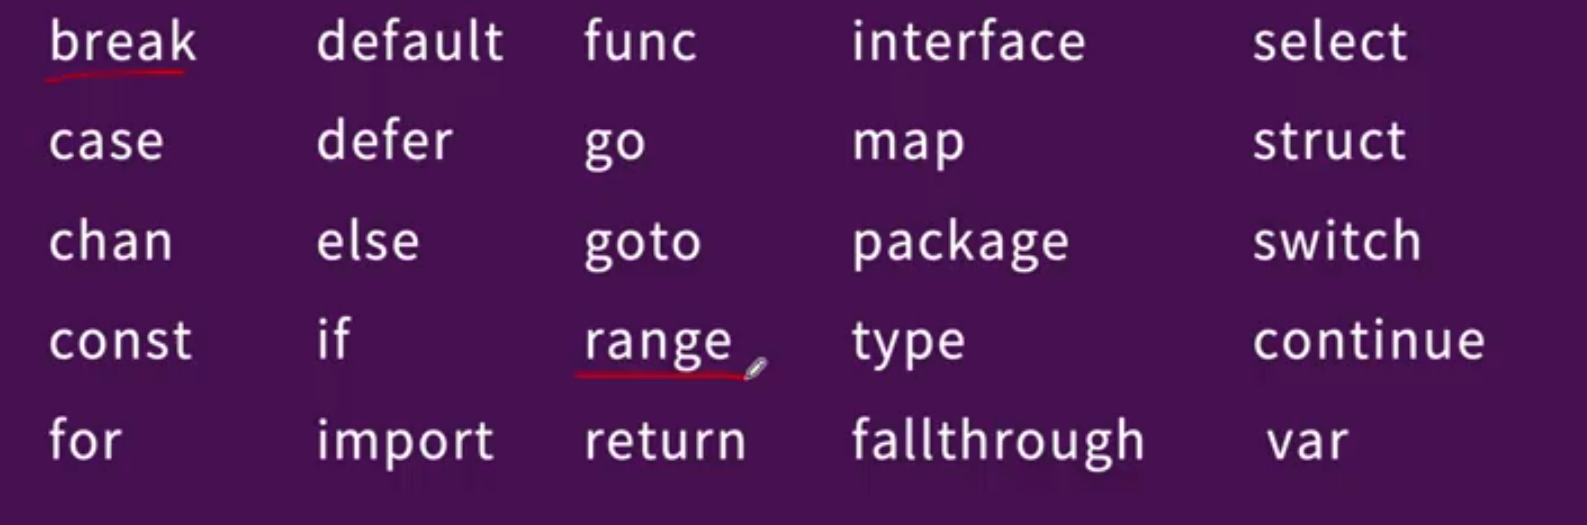 break default func interface select
case defer go map struct
chan else goto package switch
const if range type continue
for import return fallthrough var